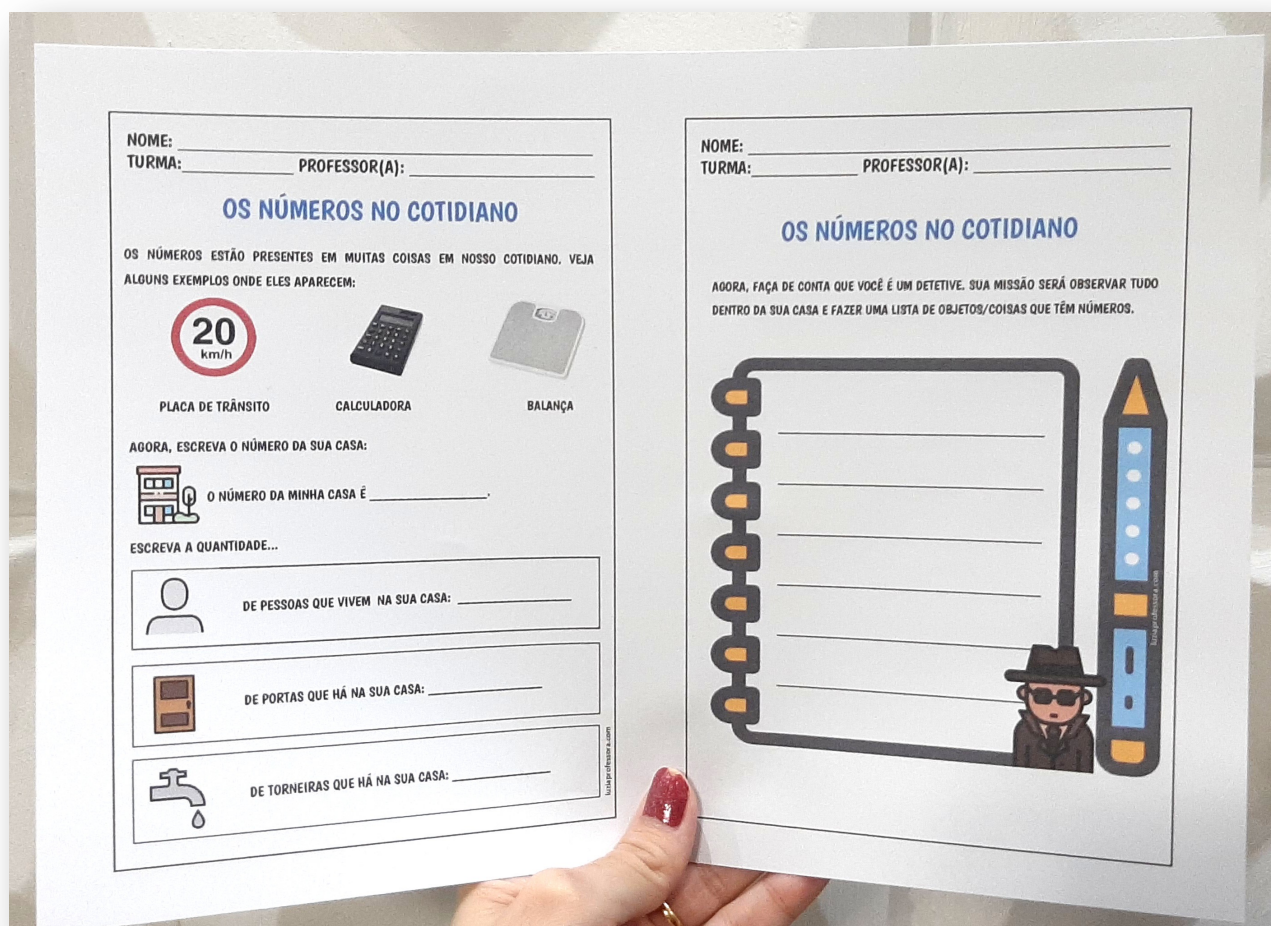 NOME:
TURMA: PROFESSOR(A):
OS NÚMEROS NO COTIDIANO
OS NÚMEROS ESTÃO PRESENTES EM MUITAS COISAS EM NOSSO COTIDIANO. VEJA
ALGUNS EXEMPLOS ONDE ELES APARECEM:
20
km/h
PLACA DE TRÂNSITO CALCULADORA BALANÇA
AGORA, ESCREVA O NÚMERO DA SUA CASA:
O NÚMERO DA MINHA CASA É ____________.
ESCREVA A QUANTIDADE...
DE PESSOAS QUE VIVEM NA SUA CASA:
DE PORTAS QUE HÁ NA SUA CASA:
DE TORNEIRAS QUE HÁ NA SUA CASA:
luziaprofessora.com
NOME:
TURMA: PROFESSOR(A):
OS NÚMEROS NO COTIDIANO
AGORA, FAÇA DE CONTA QUE VOCÊ É UM DETETIVE. SUA MISSÃO SERÁ OBSERVAR TUDO
DENTRO DA SUA CASA E FAZER UMA LISTA DE OBJETOS/COISAS QUE TÊM NÚMEROS.
luziaprofessora.com